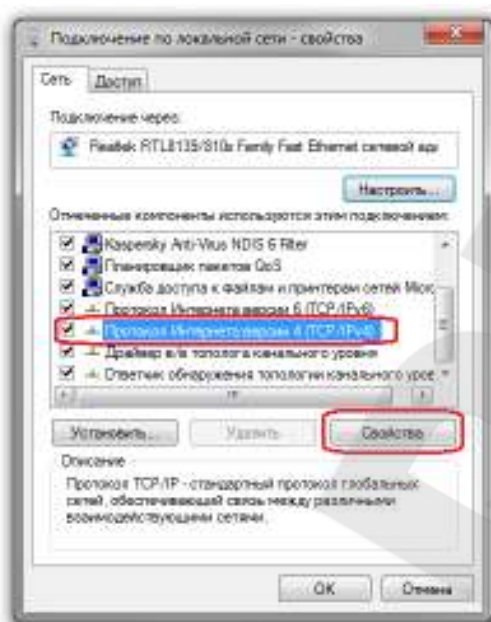 Подключение по локальной сети - свойства
Сеть
Доступ
Подключение через:
Realtek RTL8139/810x Family Fast Ethernet сетевой ада
Настроить...
Отмеченные компоненты используются этим подключением:
Kaspersky Anti-Virus NDIS 6 Filter
Планировщик пакетов QoS
Служба доступа к файлам и принтерам сетей Micro
Протокол Интернета версии 6 (TCP/IPv6)
Протокол Интернета версии 4 (TCP/IPv4)
Драйвер в/в тополога канального уровня
Ответчик обнаружения топологии канального уров
Установить...
Удалить
Свойства
Описание
Протокол TCP/IP - стандартный протокол глобальных
сетей, обеспечивающий связь между различными
взаимодействующими сетями.
OK
Отмена